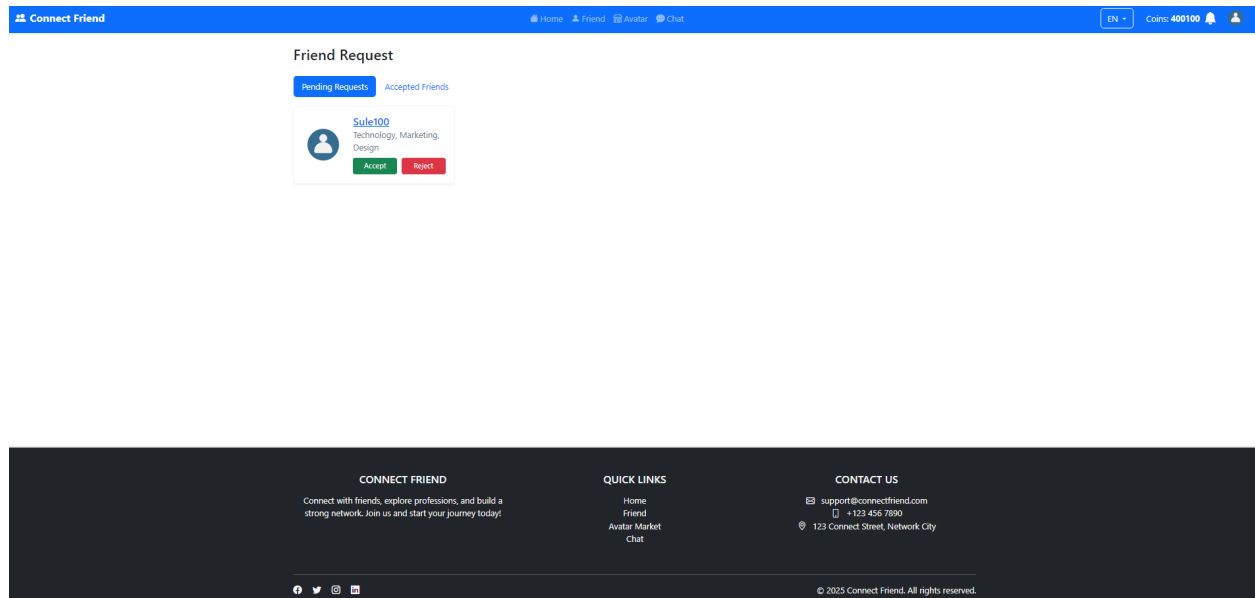 Connect Friend
Home Friend Avatar Chat
EN
Coins: 400100
Friend Request
Pending Requests Accepted Friends
Sule100
Technology, Marketing,
Design
Accept Reject
CONNECT FRIEND
Connect with friends, explore professions, and build a
strong network. Join us and start your journey today!
QUICK LINKS
Home
Friend
Avatar Market
Chat
CONTACT US
support@connectfriend.com
+123 456 7890
123 Connect Street, Network City
© 2025 Connect Friend. All rights reserved.